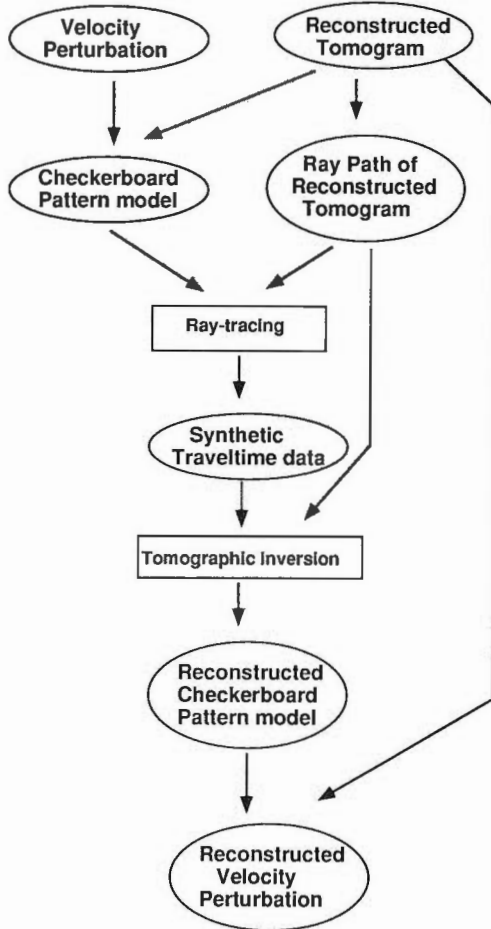 Velocity
Perturbation
Reconstructed
Tomogram
Checkerboard
Pattern model
Ray Path of
Reconstructed
Tomogram
Ray-tracing
Synthetic
Traveltime data
Tomographic inversion
Reconstructed
Checkerboard
Pattern model
Reconstructed
Velocity
Perturbation